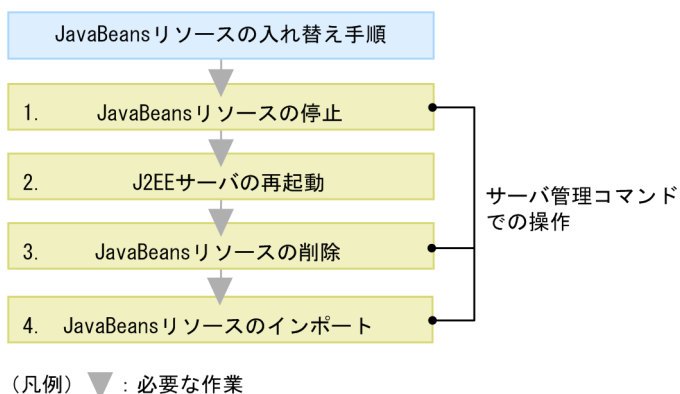 JavaBeansリソースの入れ替え手順
1. JavaBeansリソースの停止
2. J2EEサーバの再起動
3. JavaBeansリソースの削除
4. JavaBeansリソースのインポート
サーバ管理コマンド
での操作
（凡例） ▼ ：必要な作業